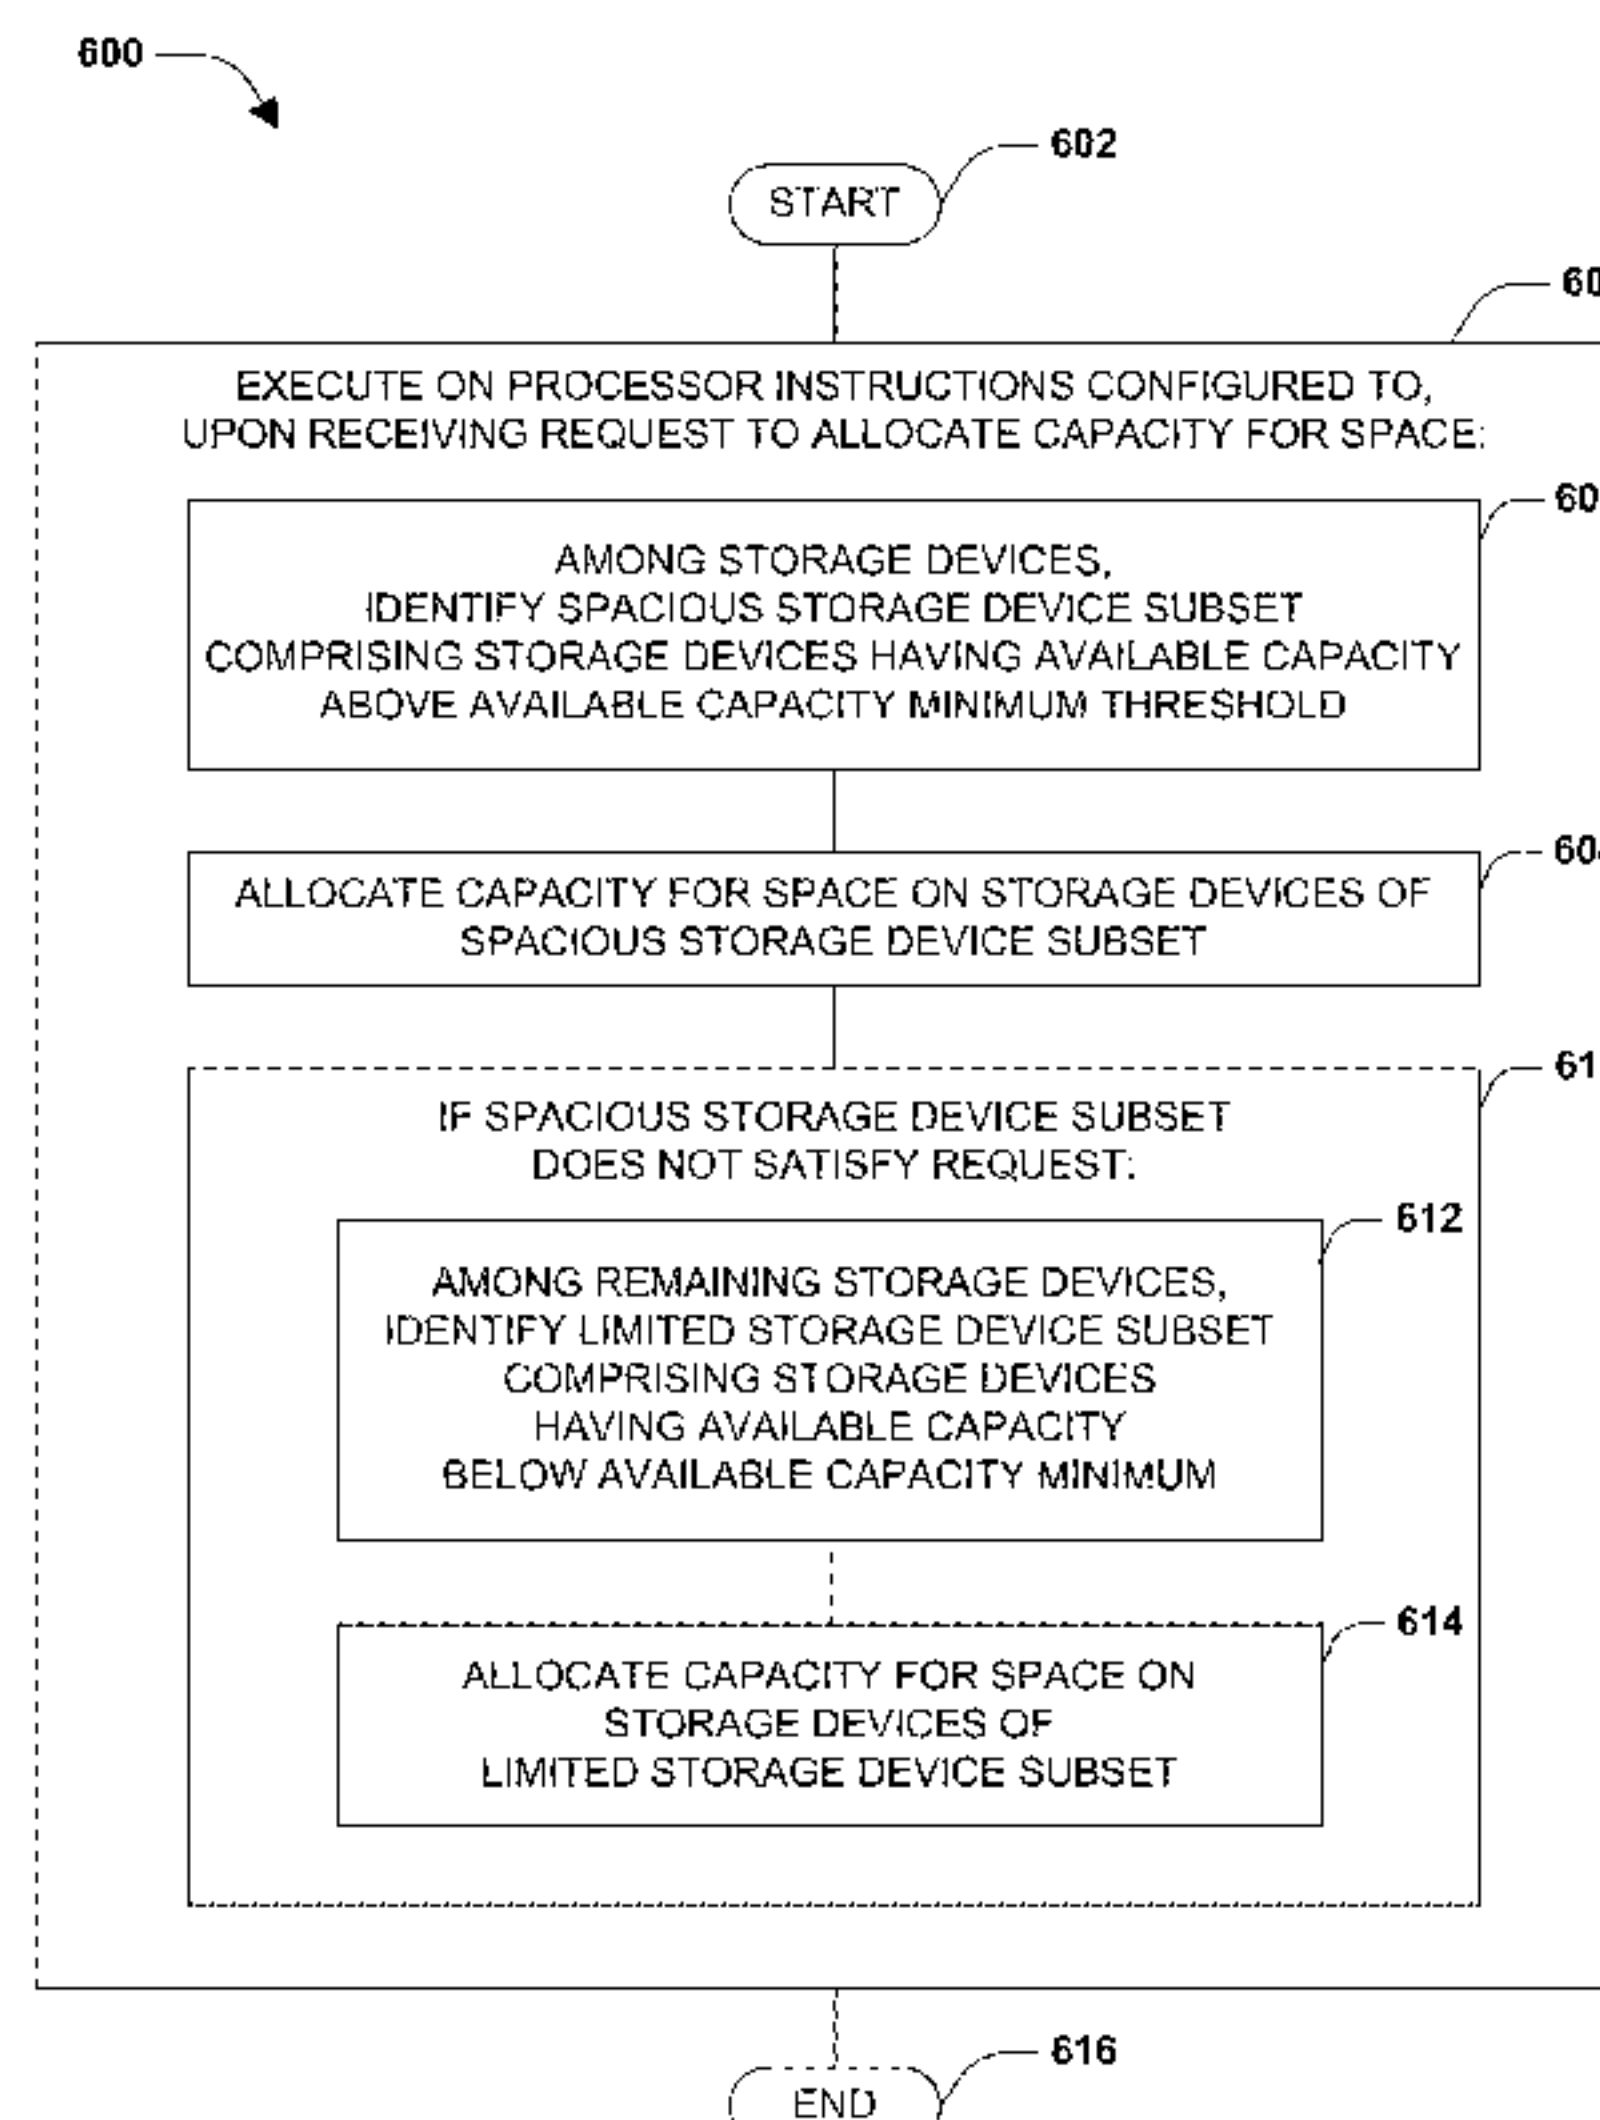 600
602
START
60
EXECUTE ON PROCESSOR INSTRUCTIONS CONFIGURED TO,
UPON RECEIVING REQUEST TO ALLOCATE CAPACITY FOR SPACE:
60
AMONG STORAGE DEVICES,
IDENTIFY SPACIOUS STORAGE DEVICE SUBSET
COMPRISING STORAGE DEVICES HAVING AVAILABLE CAPACITY
ABOVE AVAILABLE CAPACITY MINIMUM THRESHOLD
60
ALLOCATE CAPACITY FOR SPACE ON STORAGE DEVICES OF
SPACIOUS STORAGE DEVICE SUBSET
61
IF SPACIOUS STORAGE DEVICE SUBSET
DOES NOT SATISFY REQUEST:
612
AMONG REMAINING STORAGE DEVICES,
IDENTIFY LIMITED STORAGE DEVICE SUBSET
COMPRISING STORAGE DEVICES
HAVING AVAILABLE CAPACITY
BELOW AVAILABLE CAPACITY MINIMUM
614
ALLOCATE CAPACITY FOR SPACE ON
STORAGE DEVICES OF
LIMITED STORAGE DEVICE SUBSET
616
END